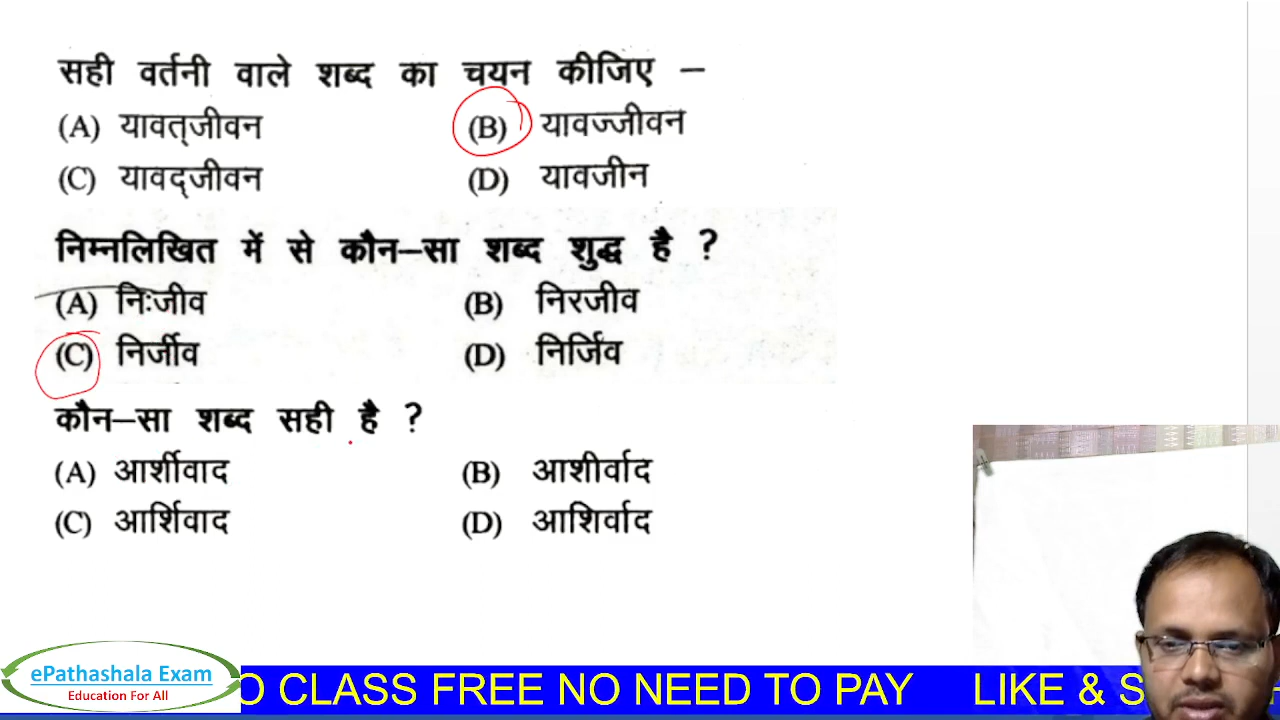 सही वर्तनी वाले शब्द का चयन कीजिए –
(A) यावत्‌जीवन (B) यावज्जीवन
(C) यावद्‌जीवन (D) यावजीन
निम्नलिखित में से कौन–सा शब्द शुद्ध है ?
(A) निःजीव (B) निरजीव
(C) निर्जीव (D) निर्जिव
कौन–सा शब्द सही है ?
(A) आर्शीवाद (B) आशीर्वाद
(C) आर्शिवाद (D) आशिर्वाद
ePathashala Exam
Education For All
O CLASS FREE NO NEED TO PAY LIKE & S